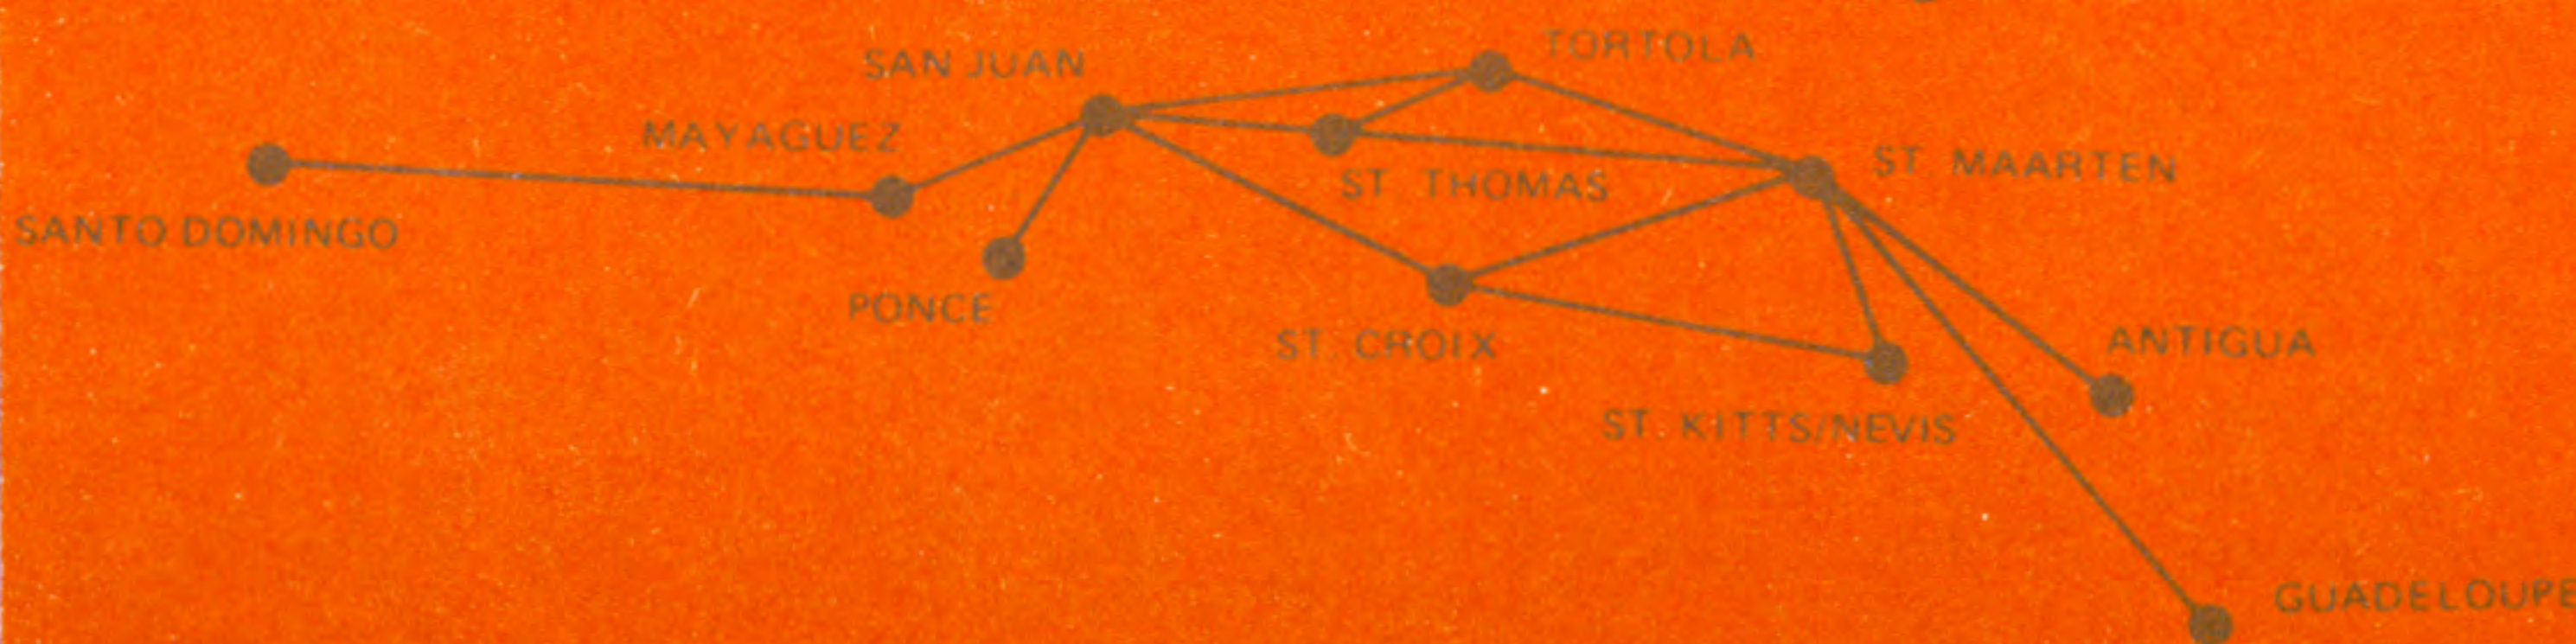 TORTOLA
SAN JUAN
MAYAGUEZ
ST. MAARTEN
ST. THOMAS
SANTO DOMINGO
PONCE
ST. CROIX
ANTIGUA
ST. KITTS/NEVIS
GUADELOUPE